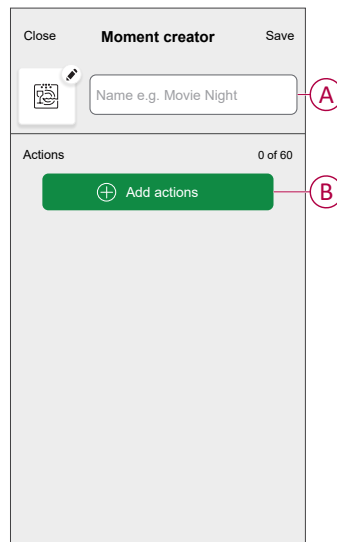 Close Moment creator Save
Name e.g. Movie Night
A
Actions 0 of 60
Add actions
B